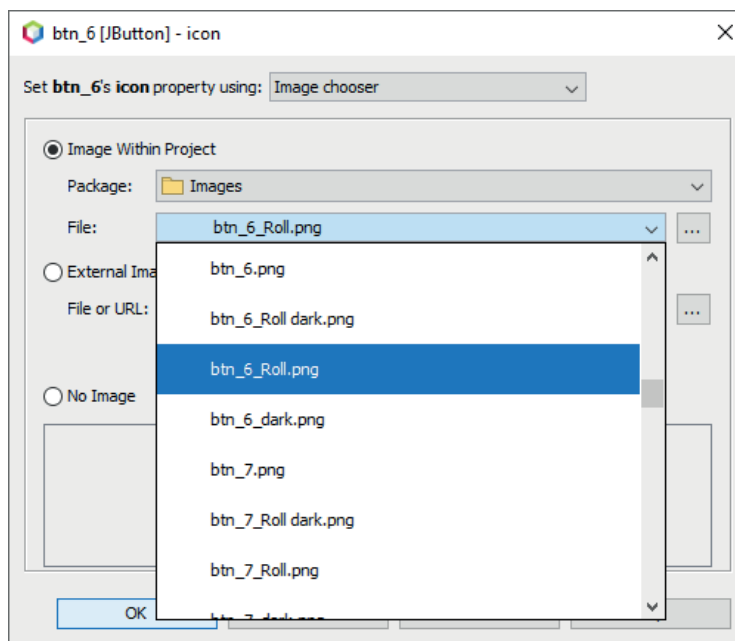 btn_6 [JButton] - icon
Set btn_6's icon property using: Image chooser
Image Within Project
Package: Images
File: btn_6_Roll.png ...
btn_6.png
External Ima
btn_6_Roll dark.png
File or URL: ...
btn_6_Roll.png
No Image
btn_6_dark.png
btn_7.png
btn_7_Roll dark.png
btn_7_Roll.png
OK
btn_7_dark.png